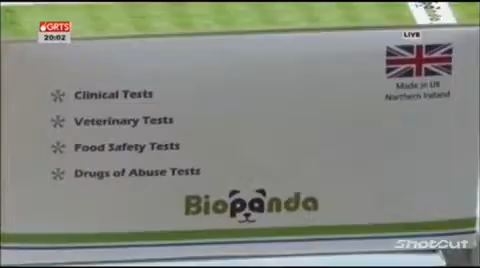 GRTS
20:02
LIVE
Biopanda
Made in UK
Northern Ireland
Clinical Tests
Veterinary Tests
Food Safety Tests
Drugs of Abuse Tests
Biopanda
Shotcut